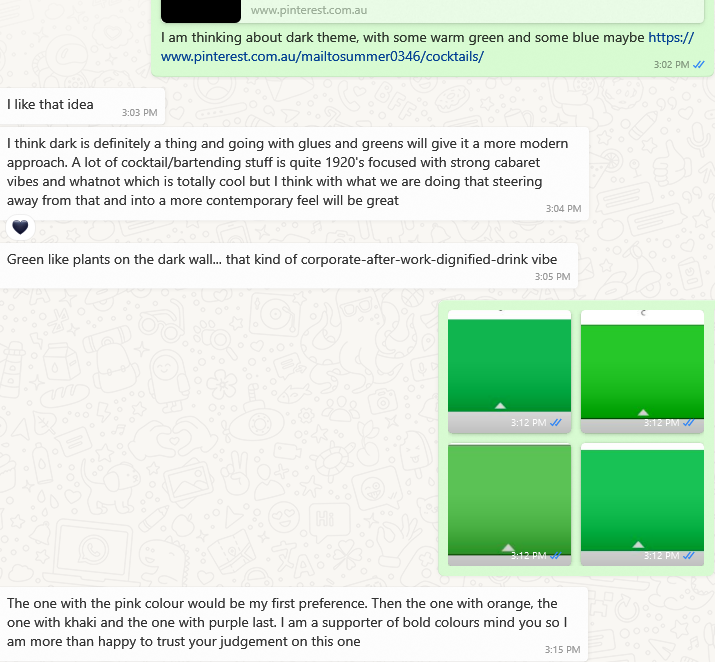 www.pinterest.com.au
I am thinking about dark theme, with some warm green and some blue maybe https://
www.pinterest.com.au/mailtosummer0346/cocktails/
3:02 PM
I like that idea
3:03 PM
I think dark is definitely a thing and going with glues and greens will give it a more modern
approach. A lot of cocktail/bartending stuff is quite 1920's focused with strong cabaret
vibes and whatnot which is totally cool but I think with what we are doing that steering
away from that and into a more contemporary feel will be great
3:04 PM
Green like plants on the dark wall... that kind of corporate-after-work-dignified-drink vibe
3:05 PM
3:12 PM
3:12 PM
3:12 PM
3:12 PM
The one with the pink colour would be my first preference. Then the one with orange, the
one with khaki and the one with purple last. I am a supporter of bold colours mind you so I
am more than happy to trust your judgement on this one
3:15 PM